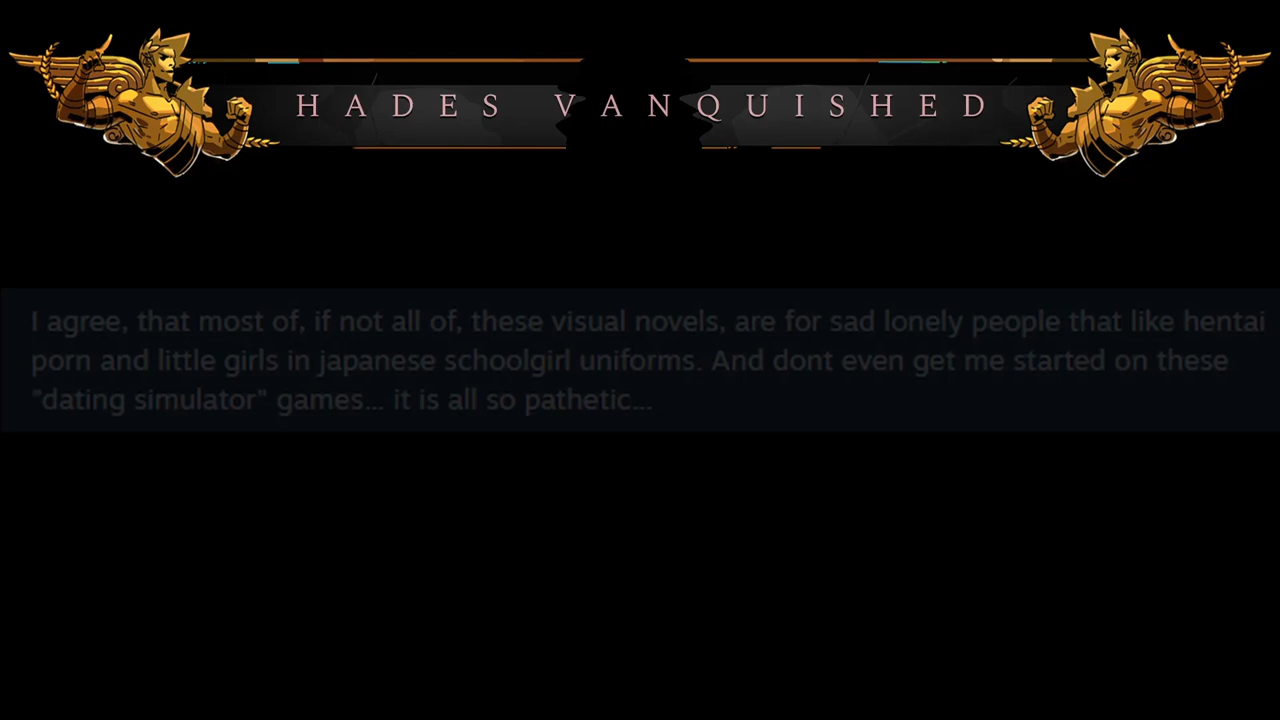 HADES VANQUISHED
I agree, that most of, if not all of, these visual novels, are for sad lonely people that like hentai
porn and little girls in japanese schoolgirl uniforms. And dont even get me started on these
"dating simulator" games... it is all so pathetic...